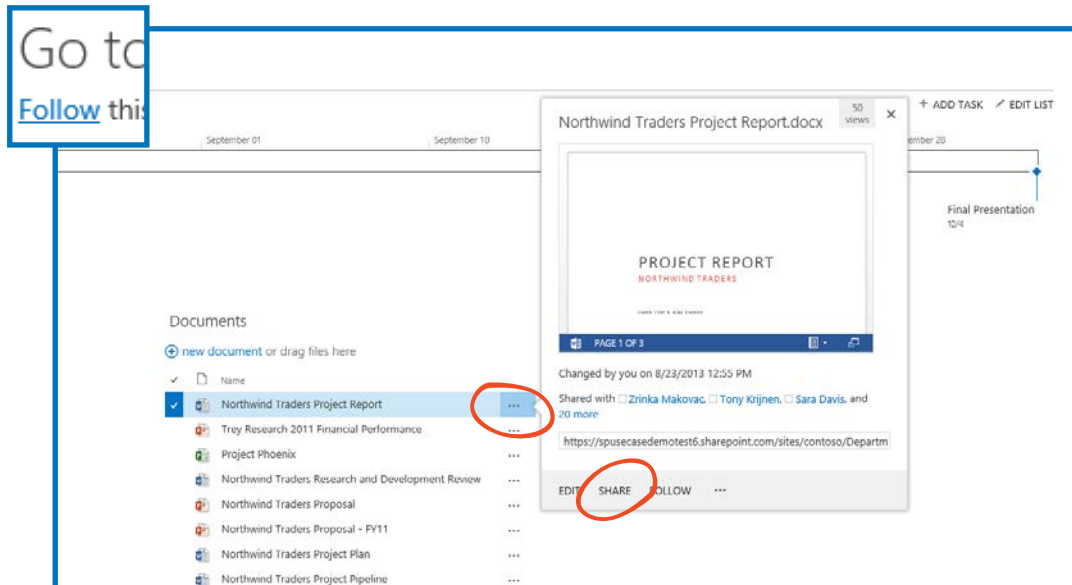 Go to
Follow this
+ ADD TASK EDIT LIST
September 01
September 10
ember 28
Final Presentation
10/4
Northwind Traders Project Report.docx
50
views
PROJECT REPORT
NORTHWIND TRADERS
PAGE 1 OF 3
Changed by you on 8/23/2013 12:55 PM
Shared with Zrinka Makovac, Tony Krijnen, Sara Davis, and
20 more
https://spusecasedemotest6.sharepoint.com/sites/contoso/Departm
EDIT SHARE FOLLOW ...
Documents
new document or drag files here
Name
Northwind Traders Project Report ...
Trey Research 2011 Financial Performance ...
Project Phoenix ...
Northwind Traders Research and Development Review ...
Northwind Traders Proposal ...
Northwind Traders Proposal - FY11 ...
Northwind Traders Project Plan ...
Northwind Traders Project Pipeline ...